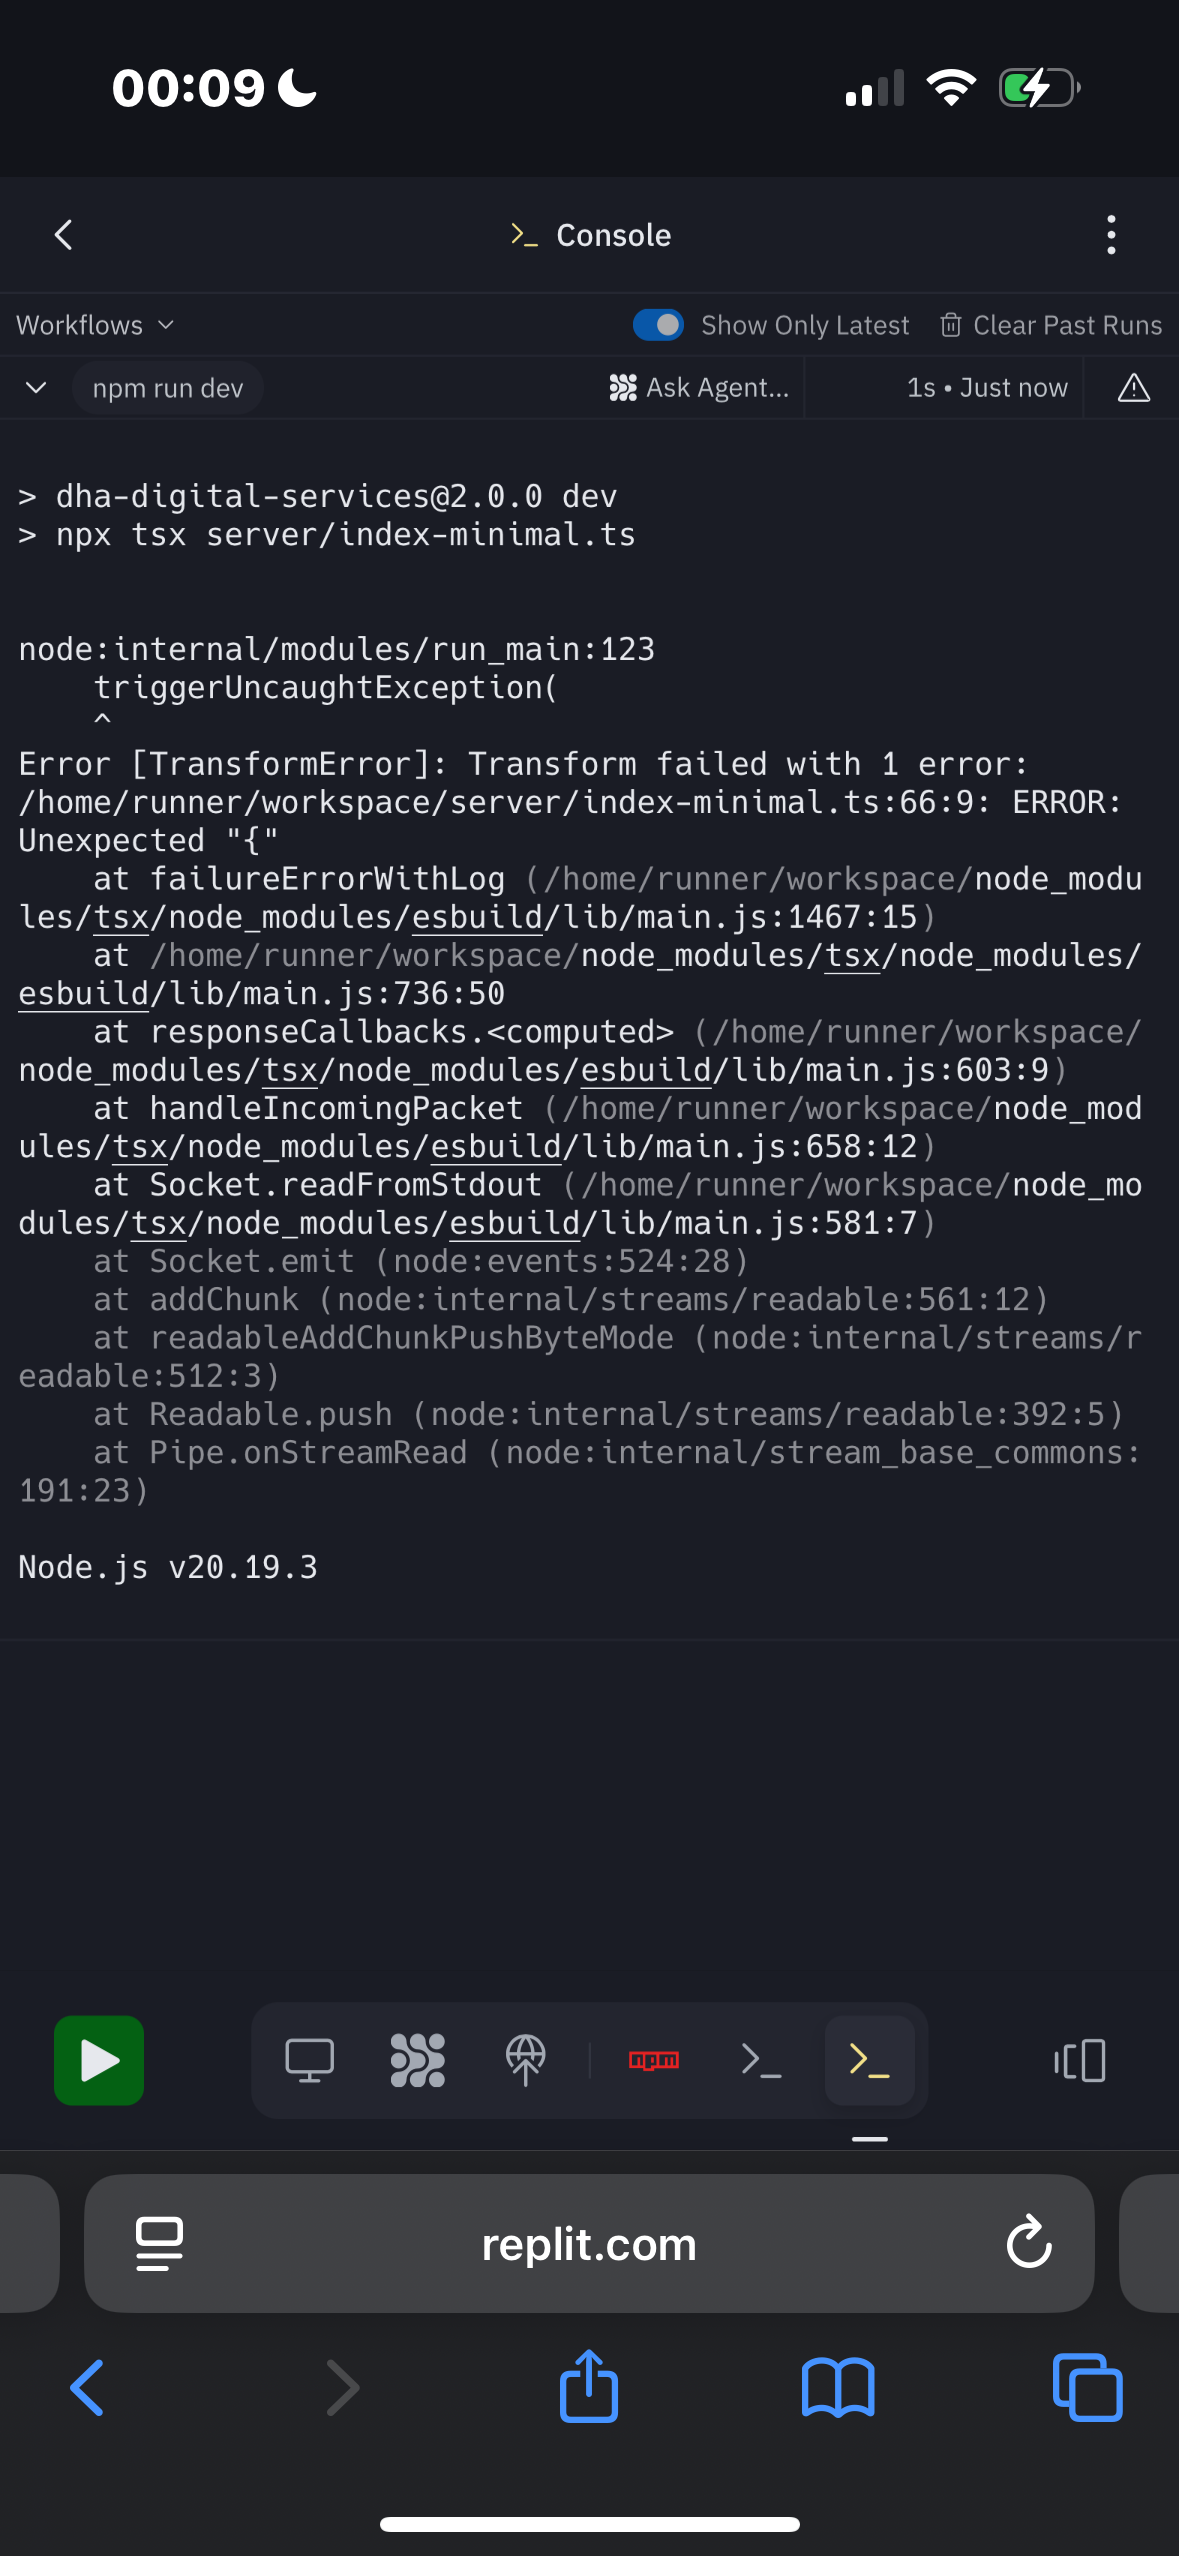 00:09
Console
Workflows
Show Only Latest
Clear Past Runs
npm run dev
Ask Agent...
1s • Just now
> dha-digital-services@2.0.0 dev
> npx tsx server/index-minimal.ts
node:internal/modules/run_main:123
    triggerUncaughtException(
    ^
Error [TransformError]: Transform failed with 1 error:
/home/runner/workspace/server/index-minimal.ts:66:9: ERROR:
Unexpected "{"
    at failureErrorWithLog (/home/runner/workspace/node_modu
les/tsx/node_modules/esbuild/lib/main.js:1467:15)
    at /home/runner/workspace/node_modules/tsx/node_modules/
esbuild/lib/main.js:736:50
    at responseCallbacks.<computed> (/home/runner/workspace/
node_modules/tsx/node_modules/esbuild/lib/main.js:603:9)
    at handleIncomingPacket (/home/runner/workspace/node_mod
ules/tsx/node_modules/esbuild/lib/main.js:658:12)
    at Socket.readFromStdout (/home/runner/workspace/node_mo
dules/tsx/node_modules/esbuild/lib/main.js:581:7)
    at Socket.emit (node:events:524:28)
    at addChunk (node:internal/streams/readable:561:12)
    at readableAddChunkPushByteMode (node:internal/streams/r
eadable:512:3)
    at Readable.push (node:internal/streams/readable:392:5)
    at Pipe.onStreamRead (node:internal/stream_base_commons:
191:23)
Node.js v20.19.3
npm
replit.com